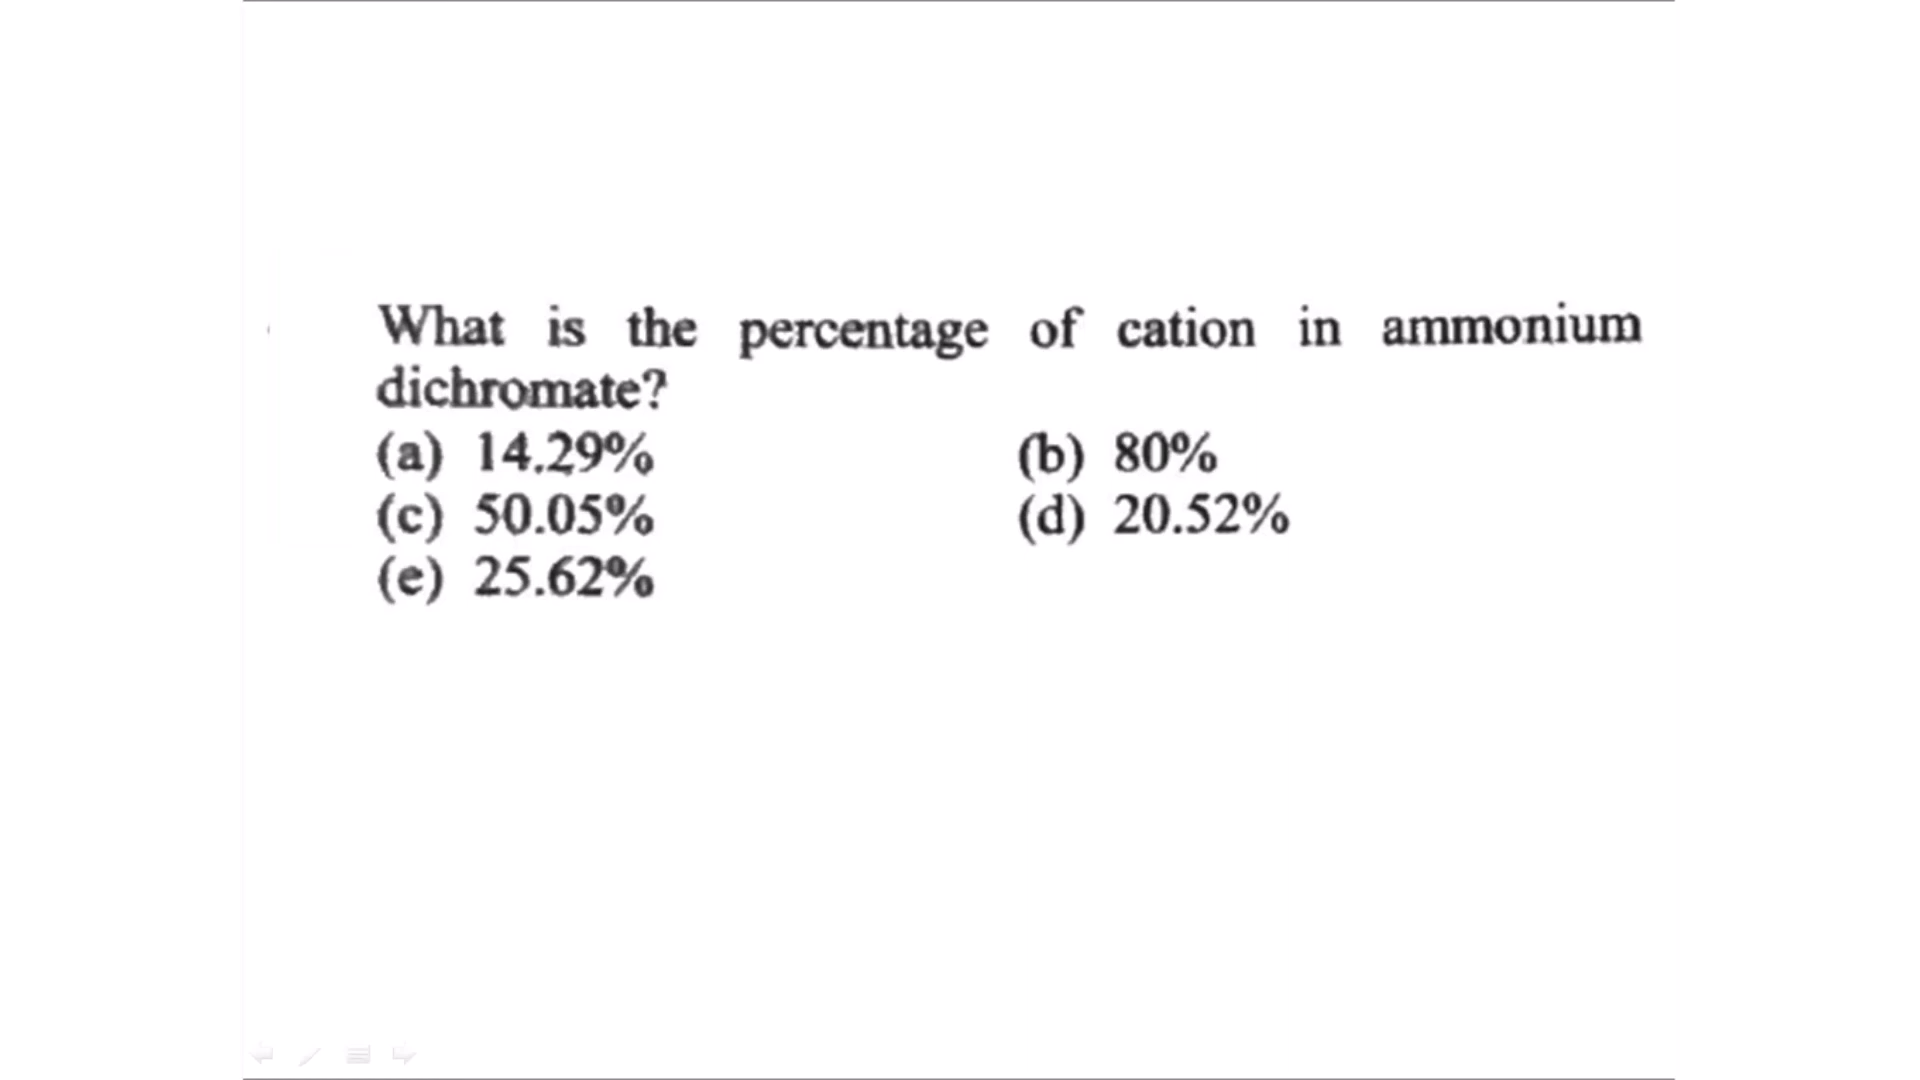 What is the percentage of cation in ammonium
dichromate?
(a) 14.29% (b) 80%
(c) 50.05% (d) 20.52%
(e) 25.62%